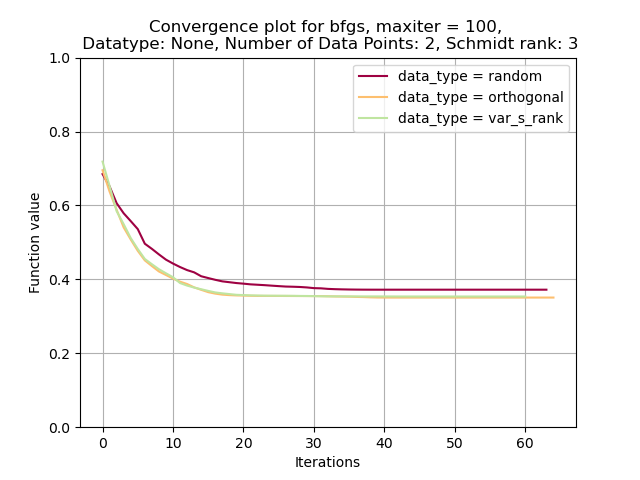 Convergence plot for bfgs, maxiter = 100,
Datatype: None, Number of Data Points: 2, Schmidt rank: 3
data_type = random
data_type = orthogonal
data_type = var_s_rank
1.0
0.8
0.6
0.4
0.2
0.0
Function value
0 10 20 30 40 50 60
Iterations